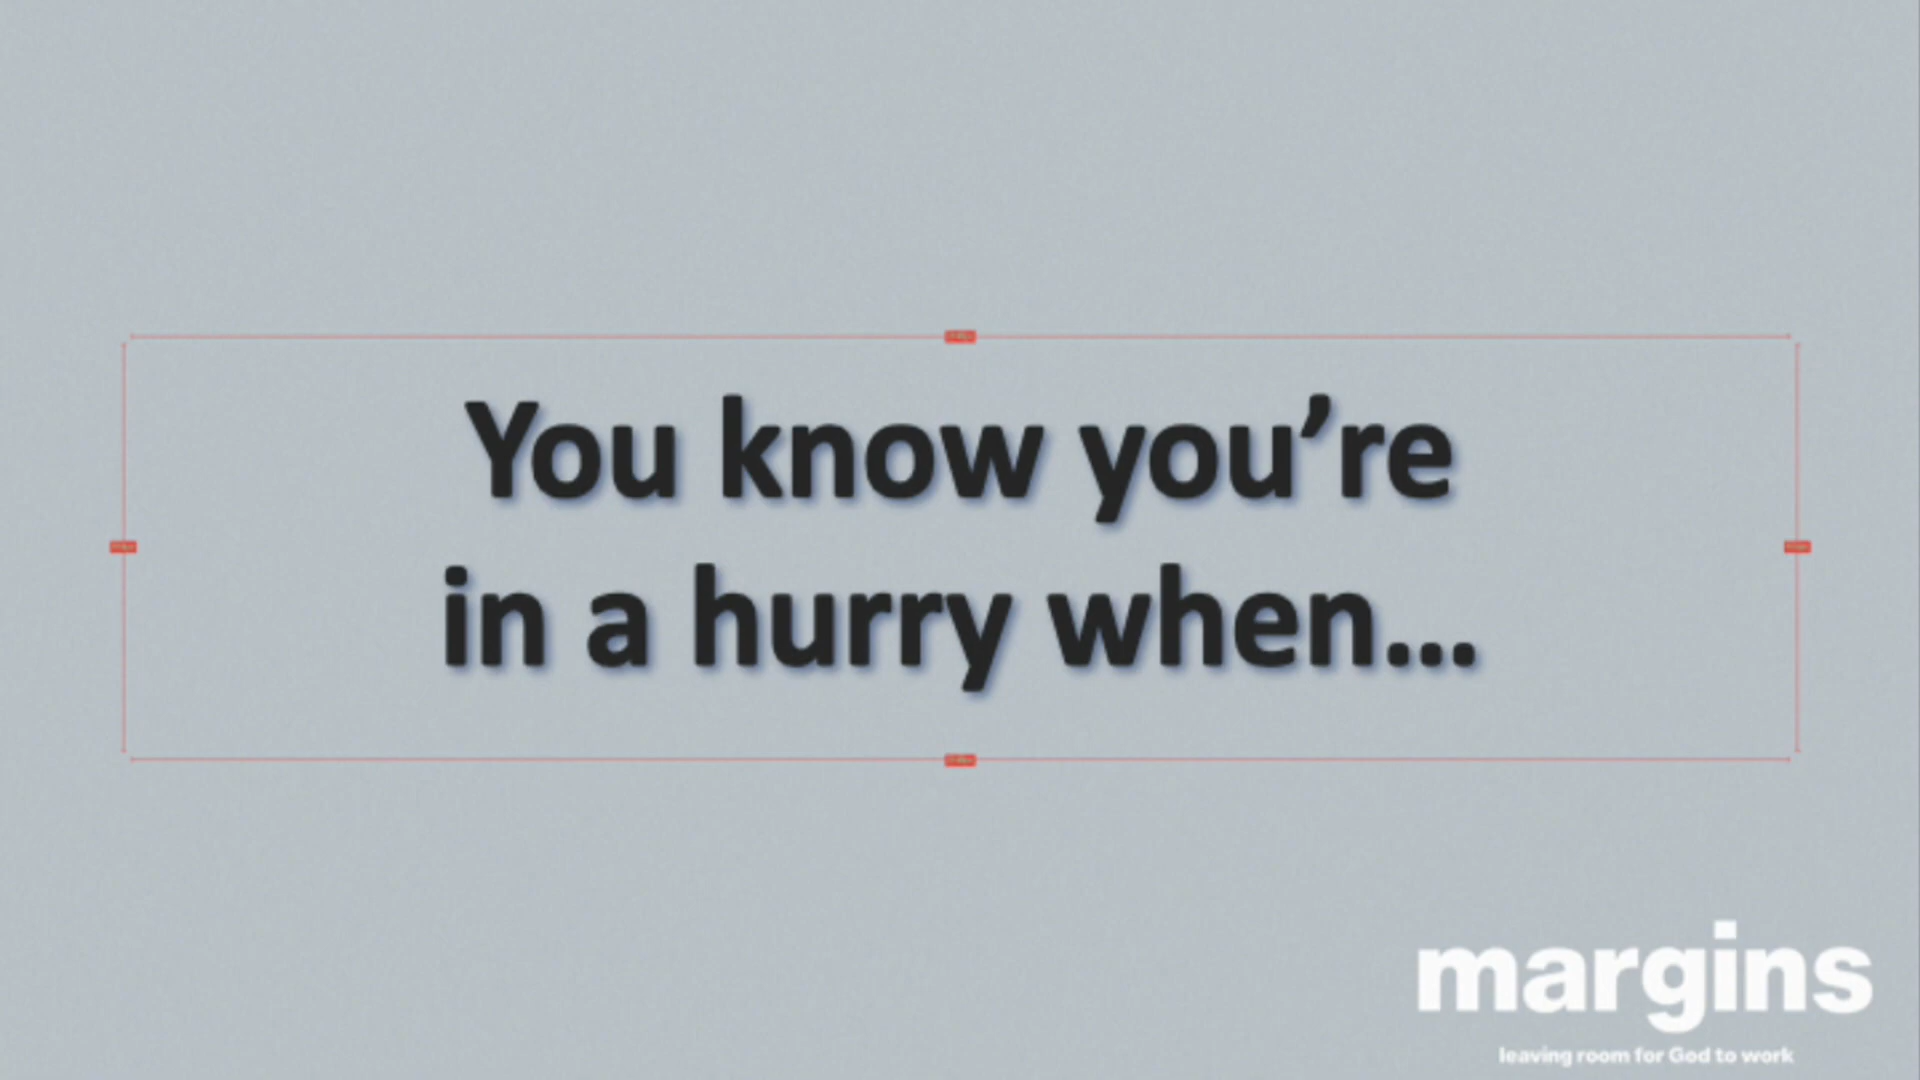 You know you’re
in a hurry when...
margins
leaving room for God to work